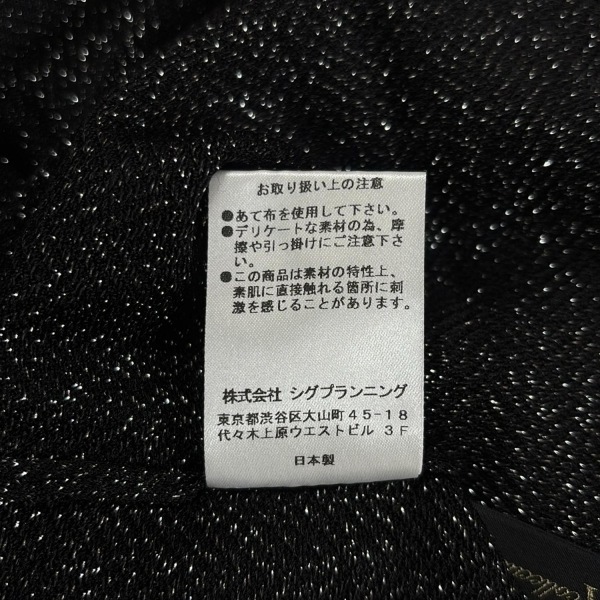 お取り扱い上の注意
●あて布を使用して下さい。
●デリケートな素材の為、摩
擦や引っ掛けにご注意下さ
い。
●この商品は素材の特性上、
素肌に直接触れる箇所に刺
激を感じることがあります。
株式会社 シグプランニング
東京都渋谷区大山町45-18
代々木上原ウエストビル 3F
日本製